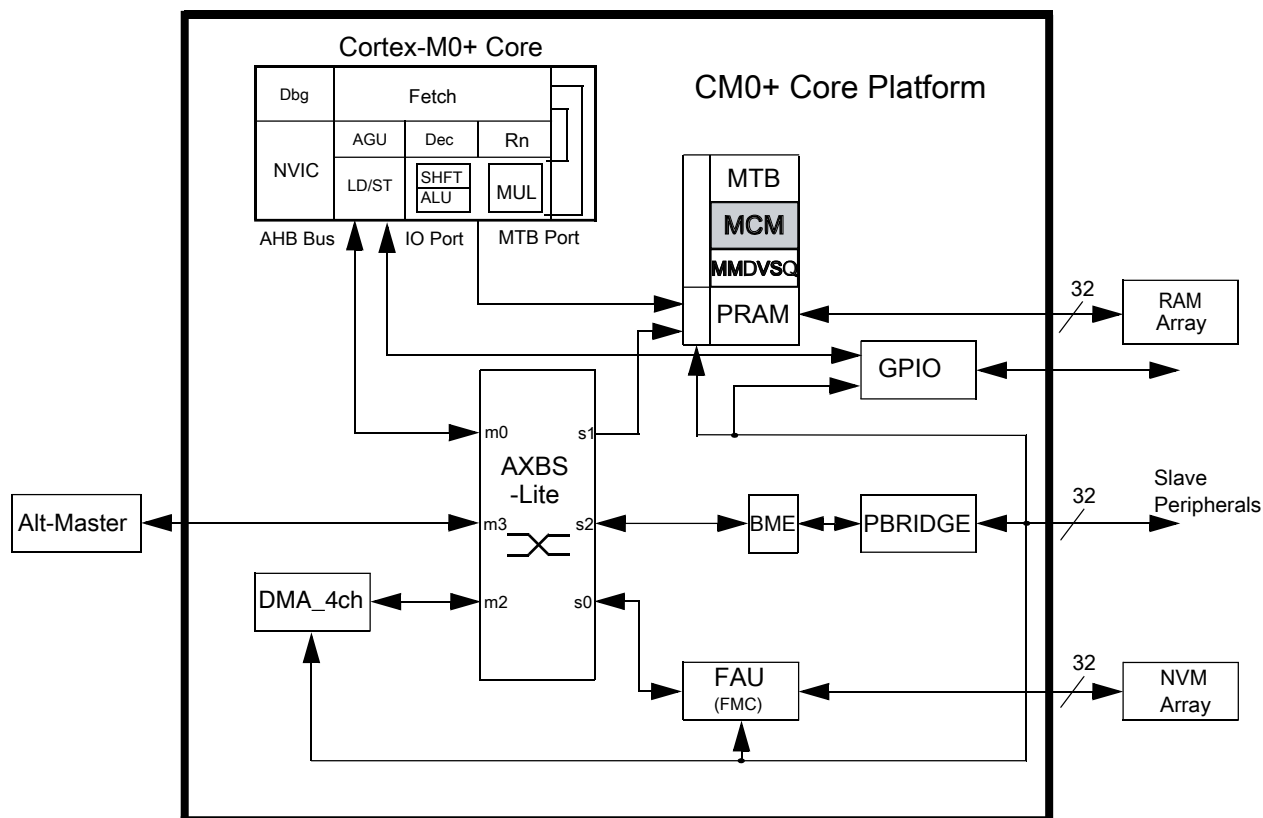 Cortex-M0+ Core
CM0+ Core Platform
Dbg
Fetch
NVIC
AGU
Dec
Rn
LD/ST
SHFT
ALU
MUL
AHB Bus
IO Port
MTB Port
MTB
MCM
MMDVSQ
PRAM
32
RAM
Array
GPIO
m0
s1
AXBS
-Lite
Alt-Master
m3
s2
BME
PBRIDGE
32
Slave
Peripherals
DMA_4ch
m2
s0
FAU
(FMC)
32
NVM
Array